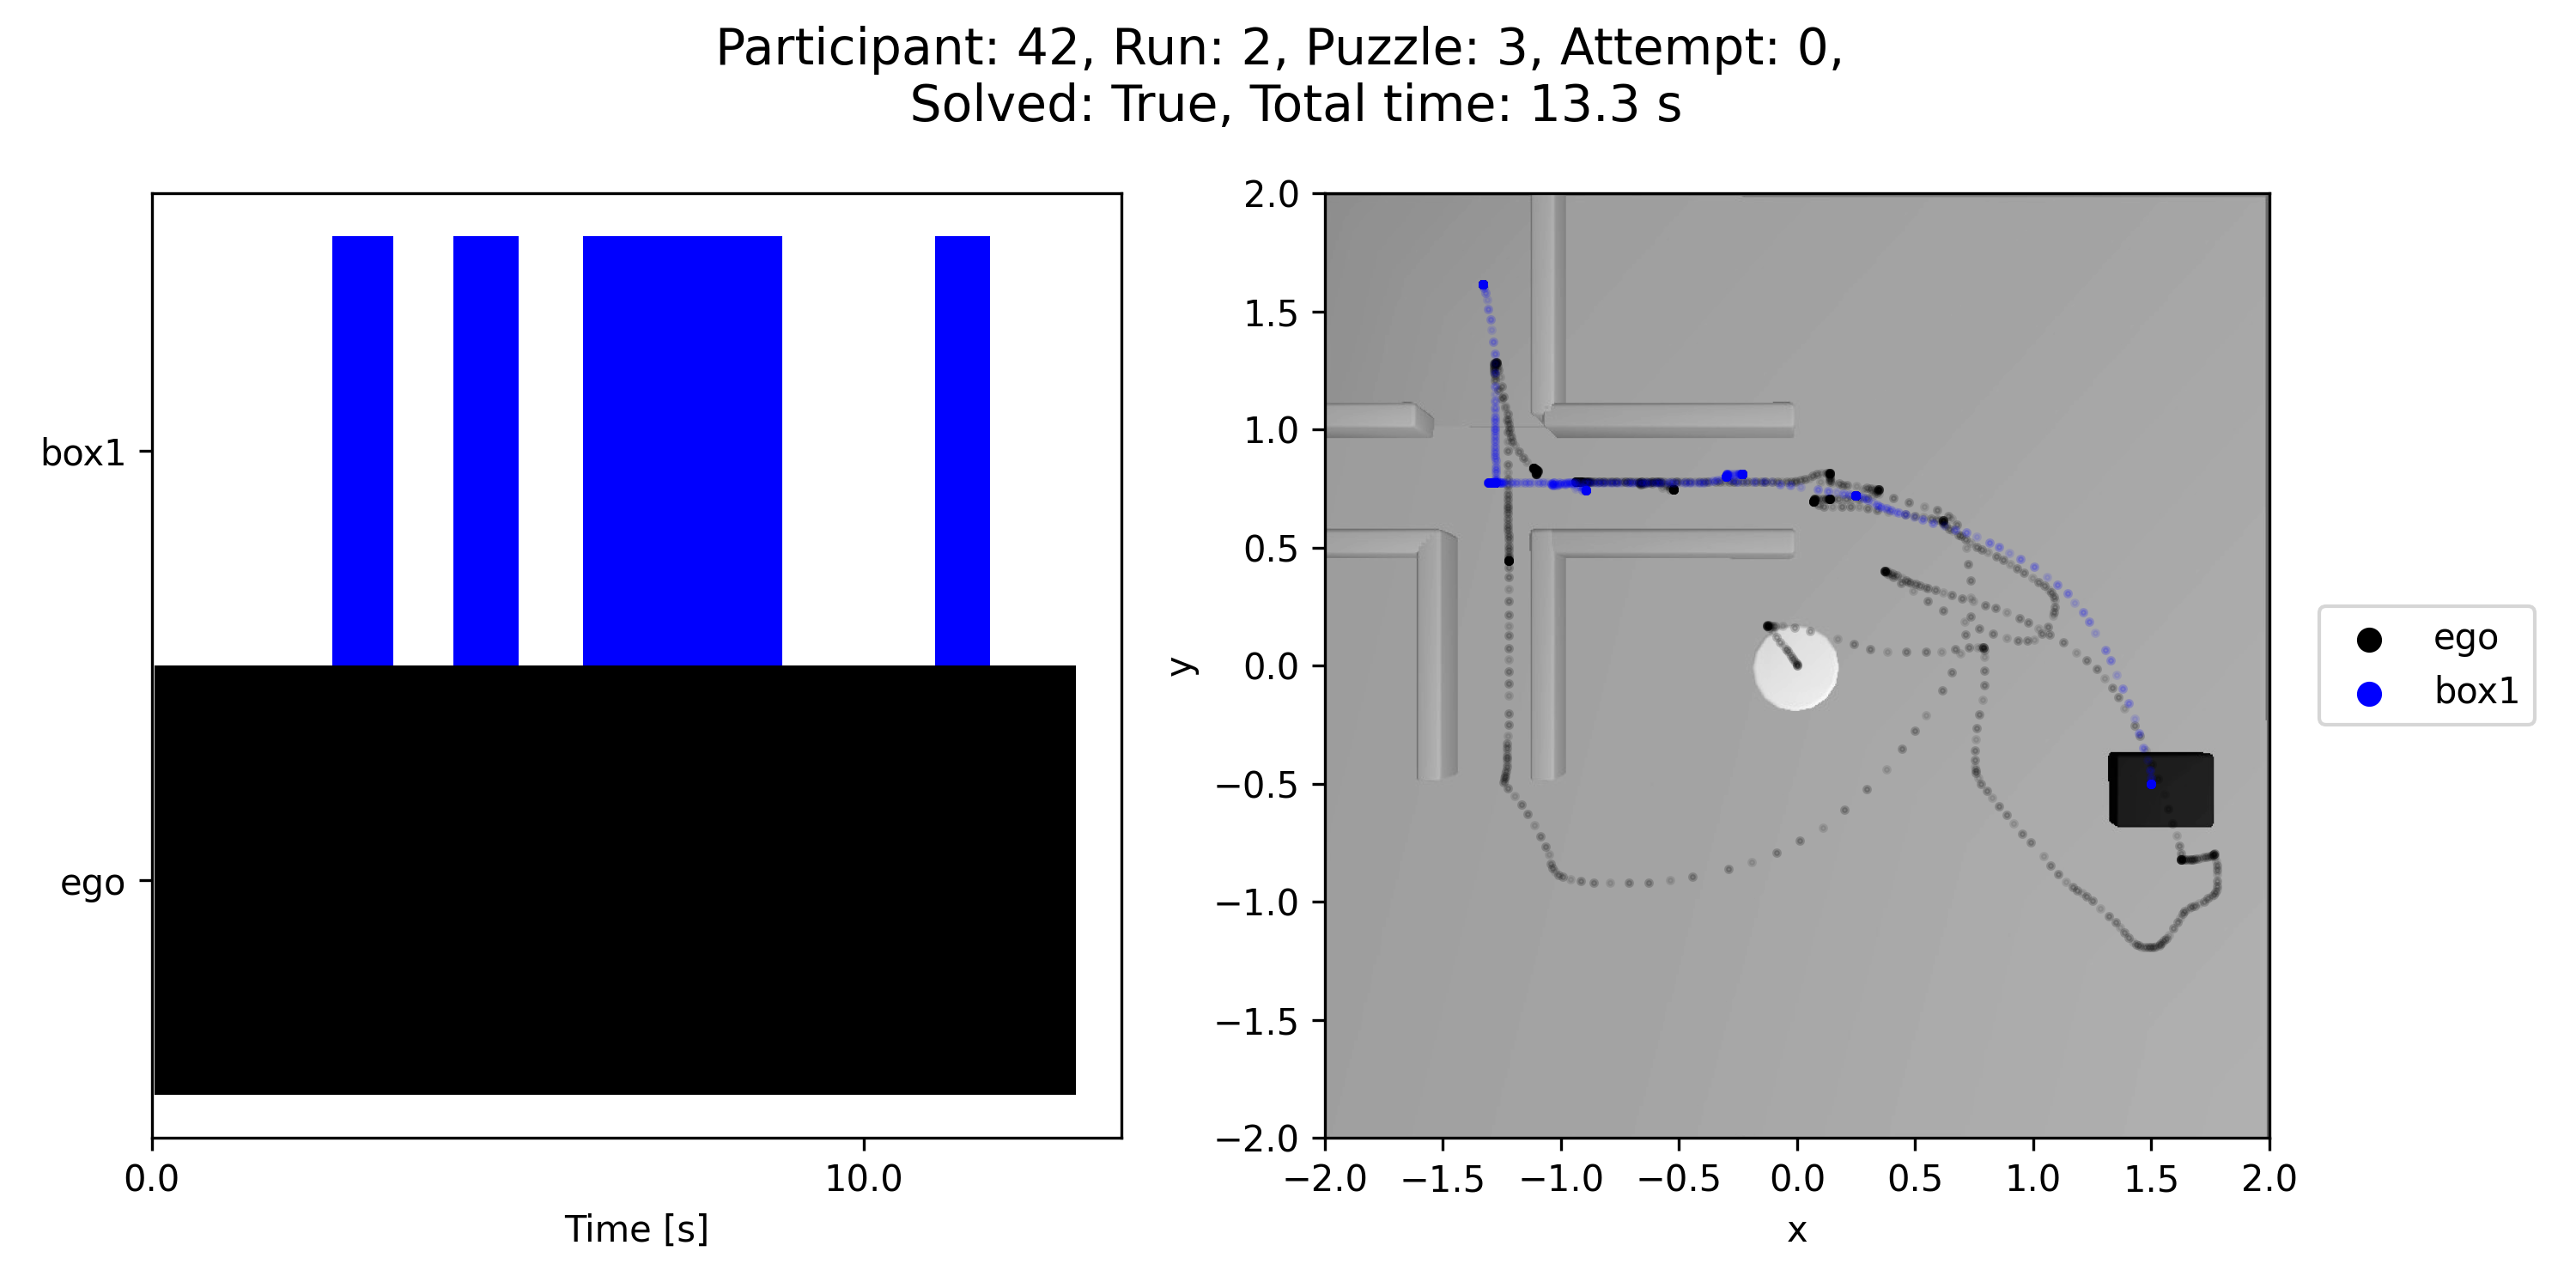 Participant: 42, Run: 2, Puzzle: 3, Attempt: 0,
Solved: True, Total time: 13.3 s
box1
ego
0.0
10.0
Time [s]
2.0
1.5
1.0
0.5
0.0
−0.5
−1.0
−1.5
−2.0
y
−2.0
−1.5
−1.0
−0.5
0.0
0.5
1.0
1.5
2.0
x
ego
box1